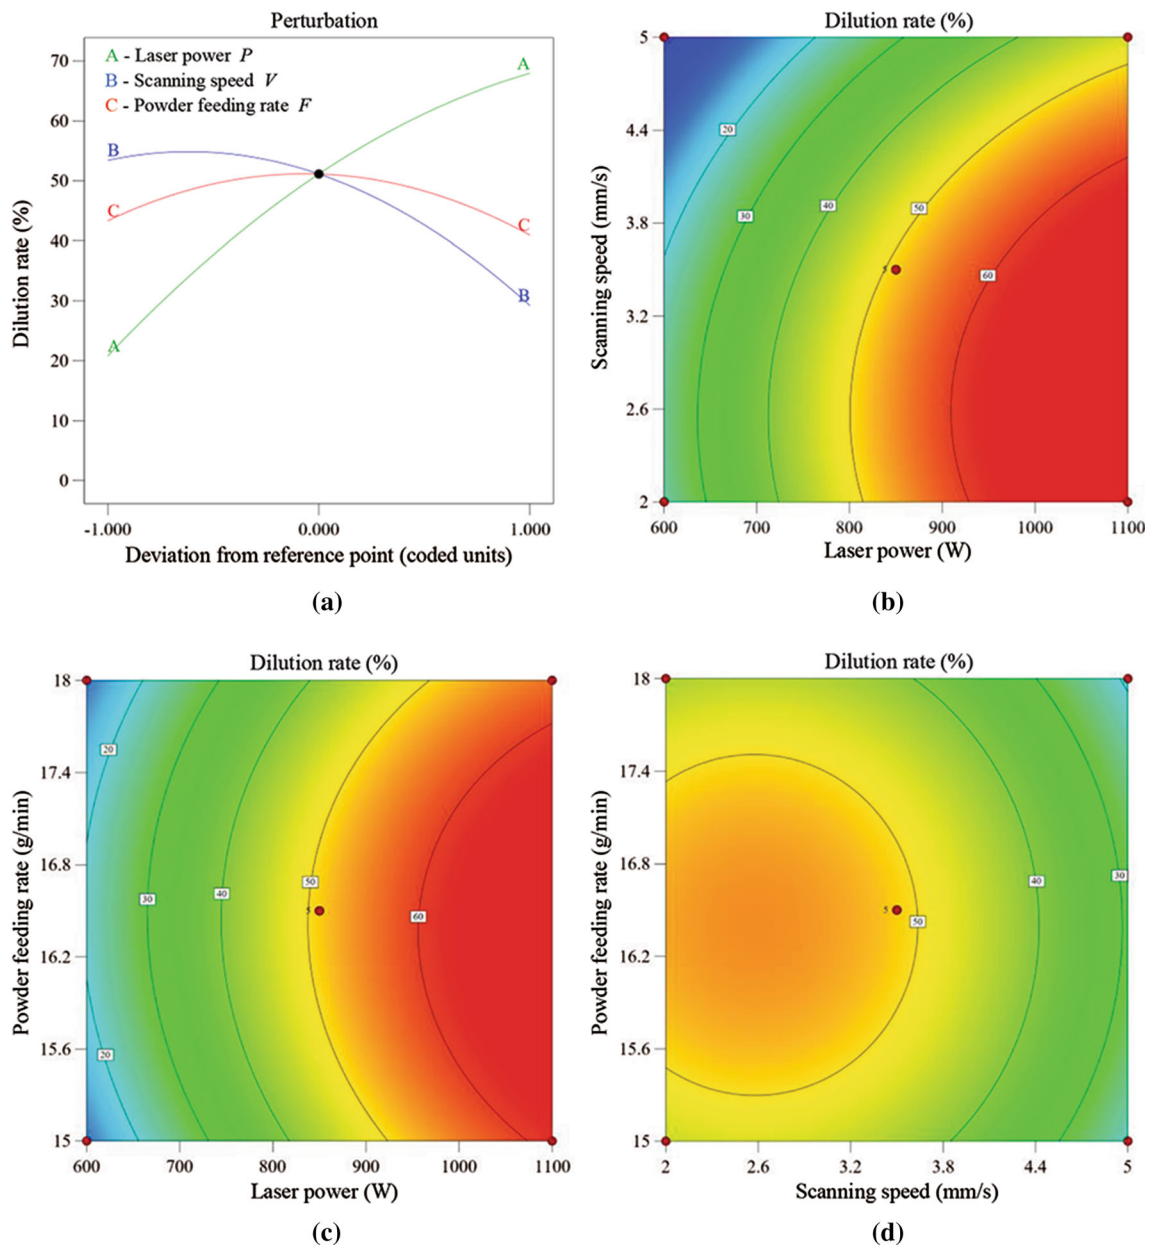 Perturbation
A - Laser power P
B - Scanning speed V
C - Powder feeding rate F
70
60
50
40
30
20
10
0
A
B
C
A
B
C
Dilution rate (%)
-1.000
0.000
1.000
Deviation from reference point (coded units)
(a)
Dilution rate (%)
5
4.4
3.8
3.2
2.6
2
Scanning speed (mm/s)
20
30
40
50
60
5
600
700
800
900
1000
1100
Laser power (W)
(b)
Dilution rate (%)
18
17.4
16.8
16.2
15.6
15
Powder feeding rate (g/min)
20
30
40
50
60
5
20
600
700
800
900
1000
1100
Laser power (W)
(c)
Dilution rate (%)
18
17.4
16.8
16.2
15.6
15
Powder feeding rate (g/min)
5
50
40
30
2
2.6
3.2
3.8
4.4
5
Scanning speed (mm/s)
(d)